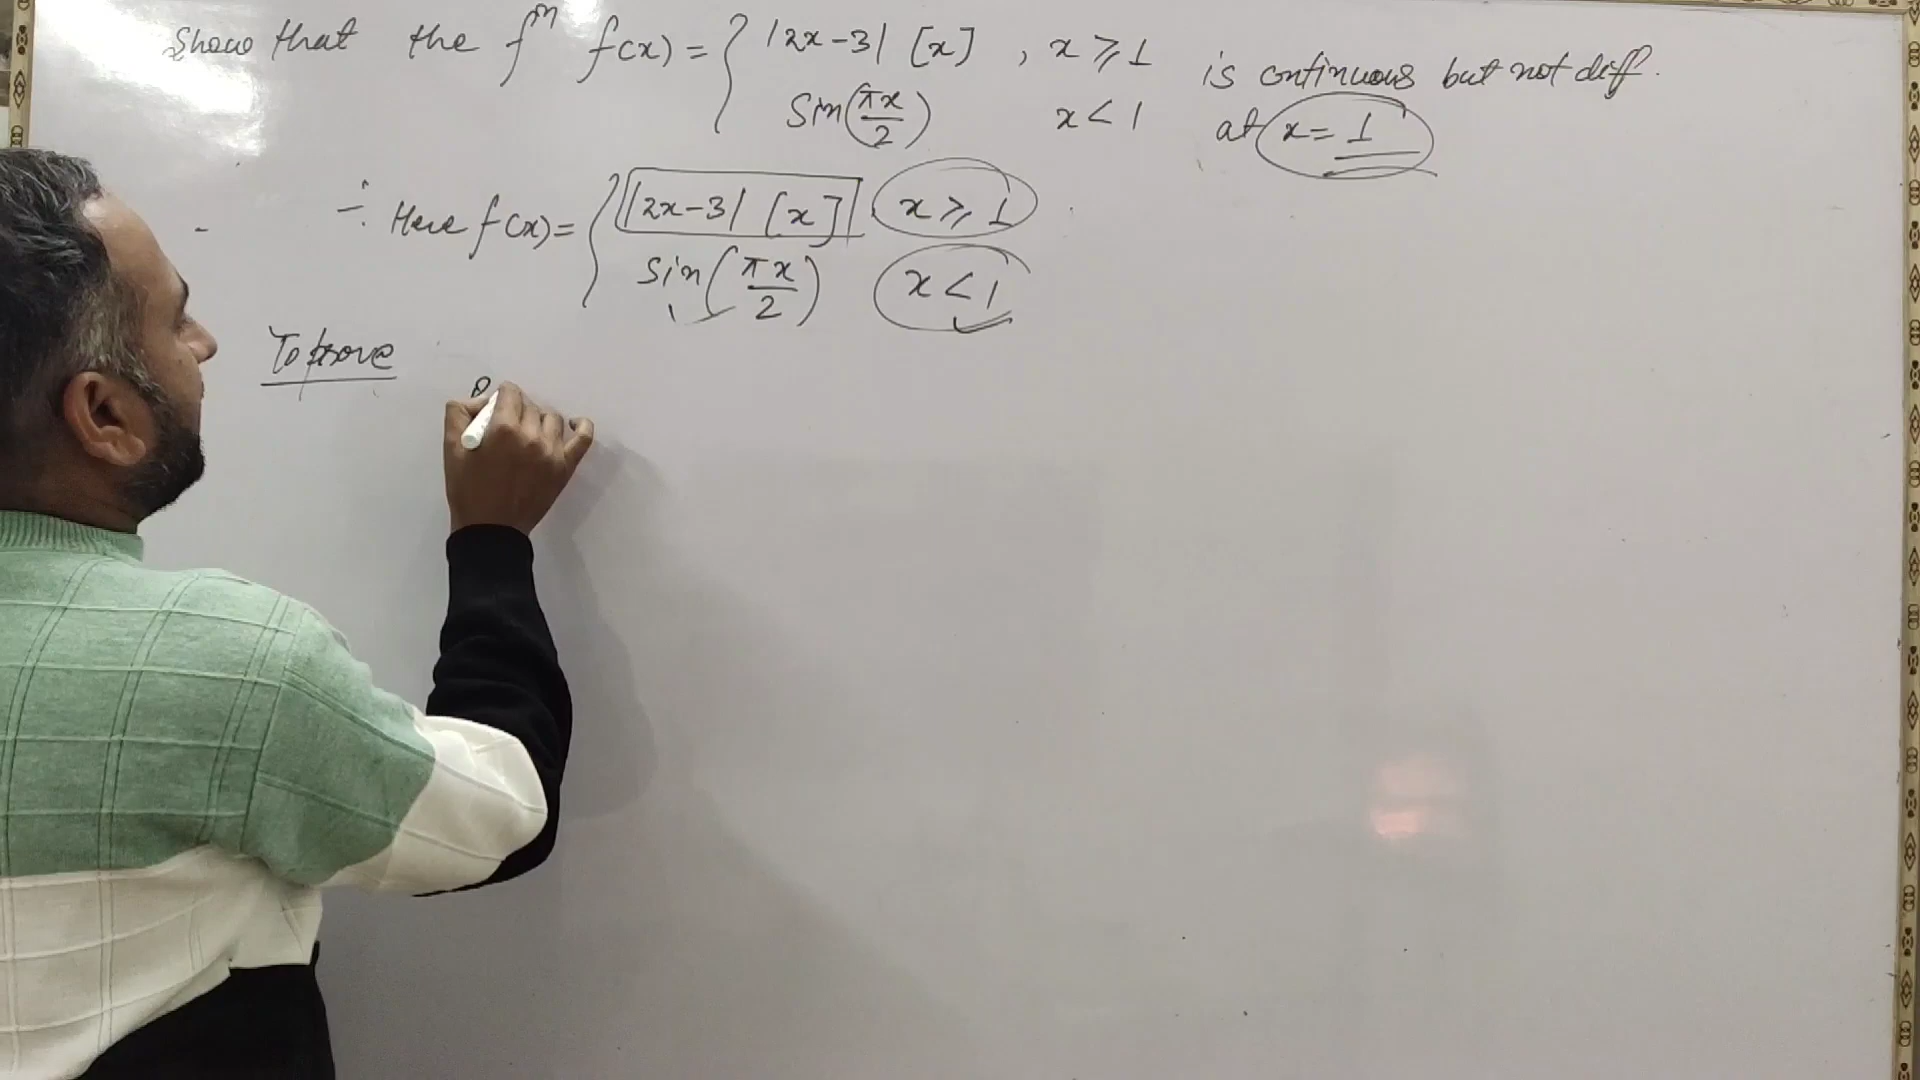 Show that the fⁿ f(x) = { |2x-3| [x] , x ⩾ 1 is continuous but not diff.
Sin(πx/2) x < 1 at x = 1
∴ Here f(x) = { |2x-3| [x] , x ⩾ 1
Sin(πx/2) x < 1
To prove